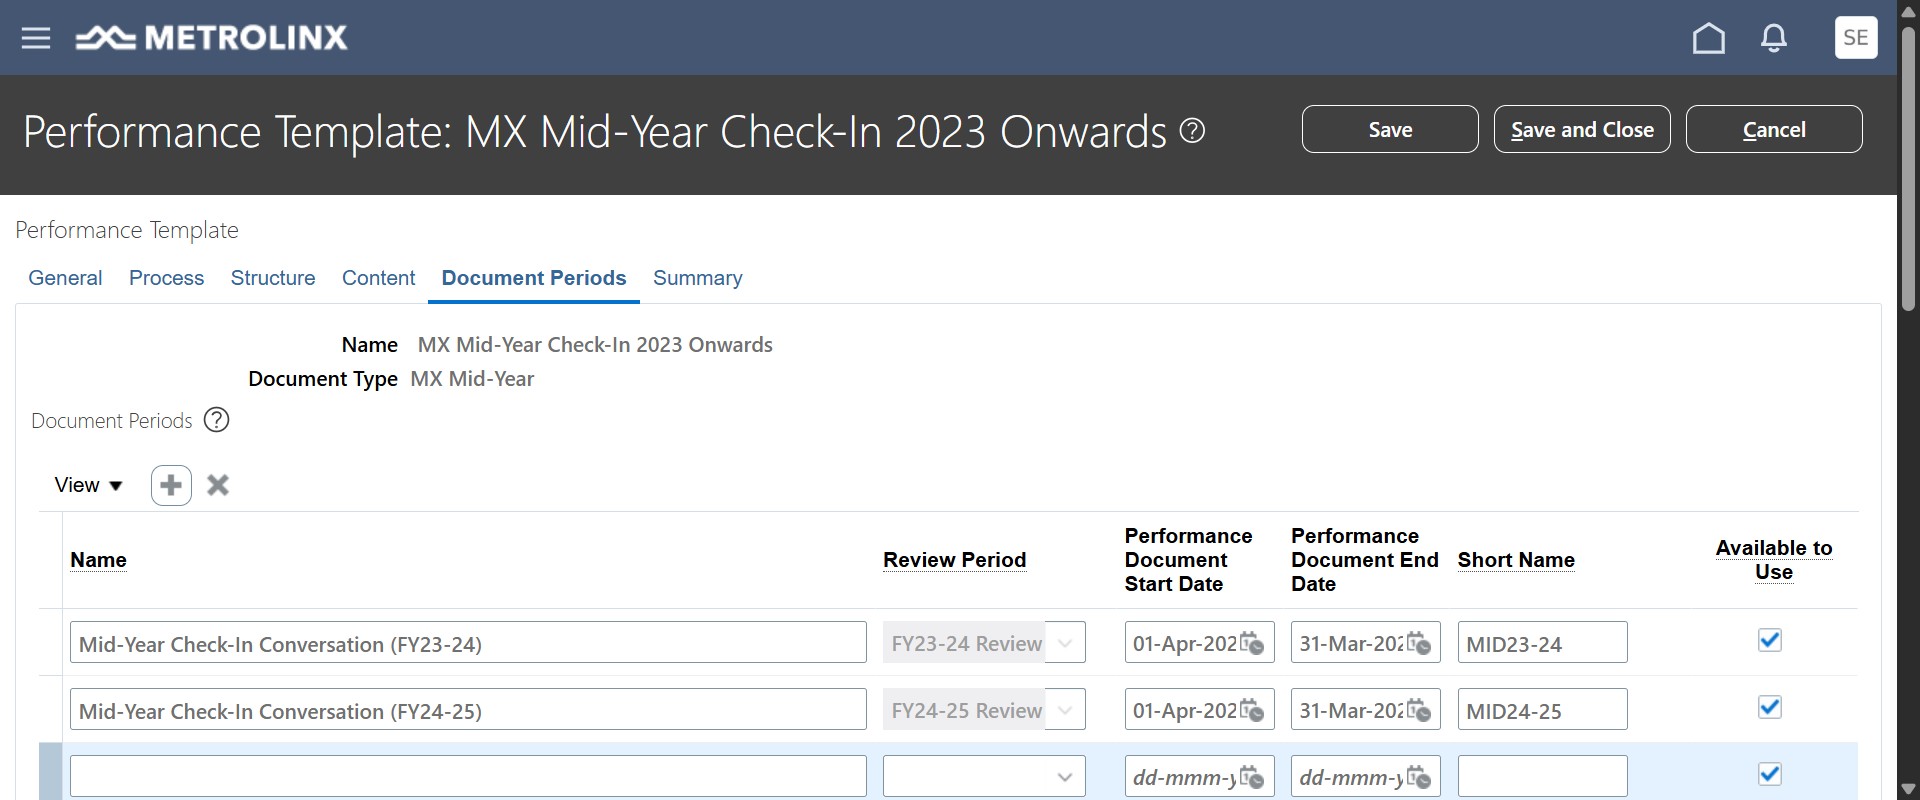 METROLINX
SE
Performance Template: MX Mid-Year Check-In 2023 Onwards ?
Save
Save and Close
Cancel
Performance Template
General Process Structure Content Document Periods Summary
Name MX Mid-Year Check-In 2023 Onwards
Document Type MX Mid-Year
Document Periods ?
View
Name
Review Period
Performance Document Start Date
Performance Document End Date
Short Name
Available to Use
Mid-Year Check-In Conversation (FY23-24) FY23-24 Review 01-Apr-202 31-Mar-202 MID23-24
Mid-Year Check-In Conversation (FY24-25) FY24-25 Review 01-Apr-202 31-Mar-202 MID24-25
dd-mmm-y dd-mmm-y